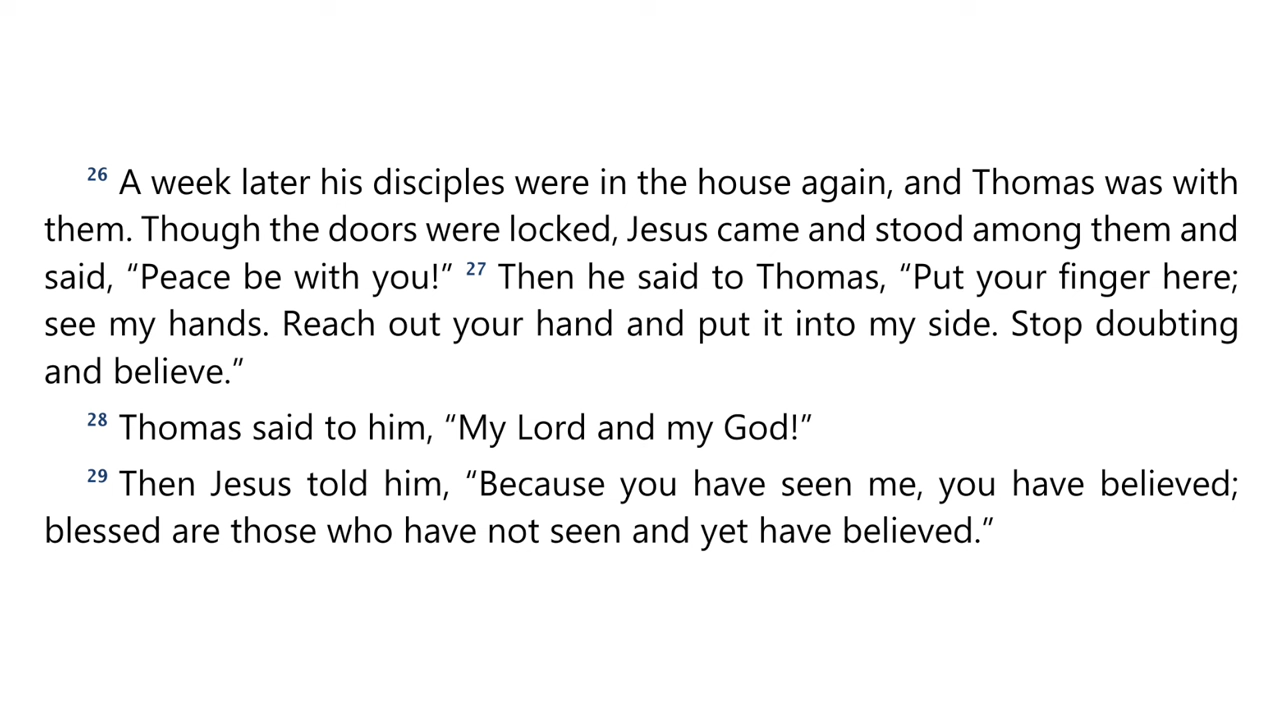 26 A week later his disciples were in the house again, and Thomas was with
them. Though the doors were locked, Jesus came and stood among them and
said, “Peace be with you!” 27 Then he said to Thomas, “Put your finger here;
see my hands. Reach out your hand and put it into my side. Stop doubting
and believe.”
28 Thomas said to him, “My Lord and my God!”
29 Then Jesus told him, “Because you have seen me, you have believed;
blessed are those who have not seen and yet have believed.”